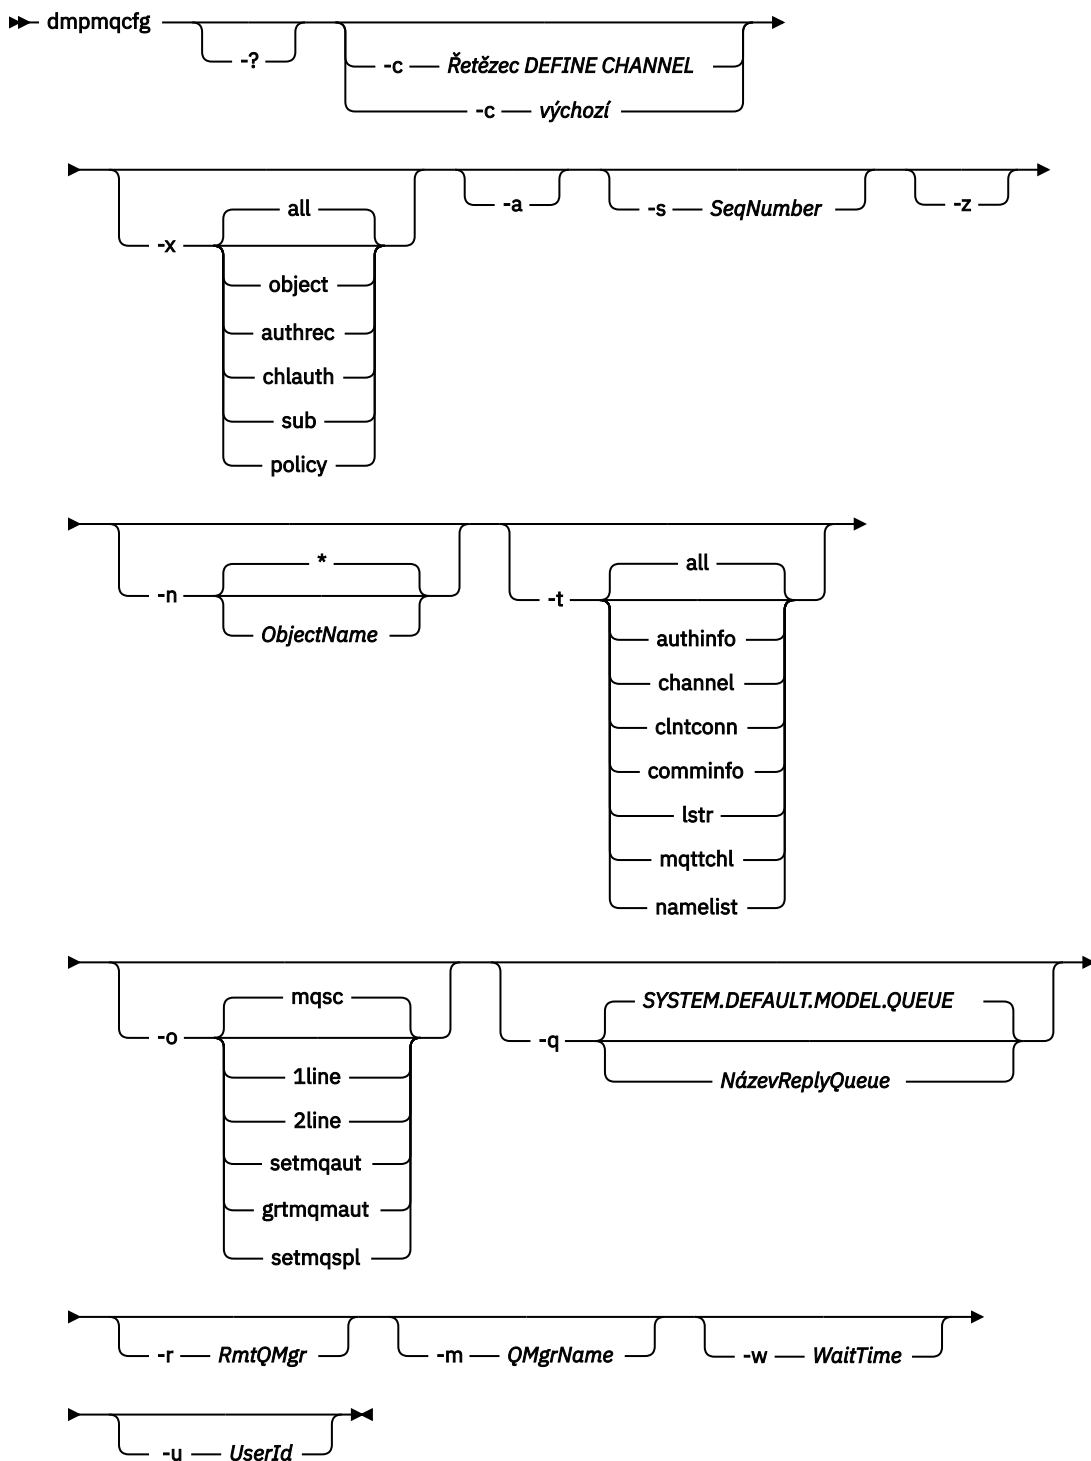 dmpmqcfg -? -c Řetězec DEFINE CHANNEL
-c výchozí
-x all -a -s SeqNumber -z
object
authrec
chlauth
sub
policy
-n * ObjectName
-t all
authinfo
channel
clntconn
comminfo
lstr
mqttchl
namelist
-o mqsc
1line
2line
setmqaut
grtmqmaut
setmqspl
-q SYSTEM.DEFAULT.MODEL.QUEUE
NázevReplyQueue
-r RmtQMgr -m QMgrName -w WaitTime
-u UserId